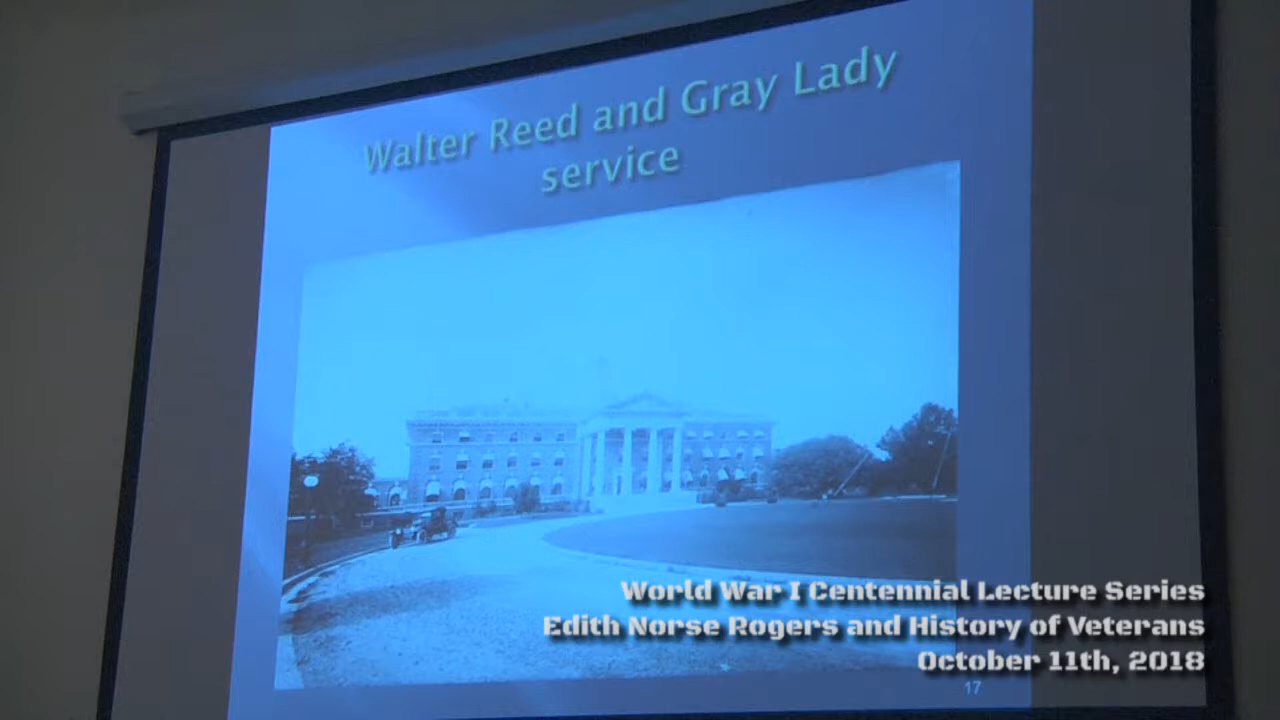 Walter Reed and Gray Lady
service
World War I Centennial Lecture Series
Edith Norse Rogers and History of Veterans
October 11th, 2018
17